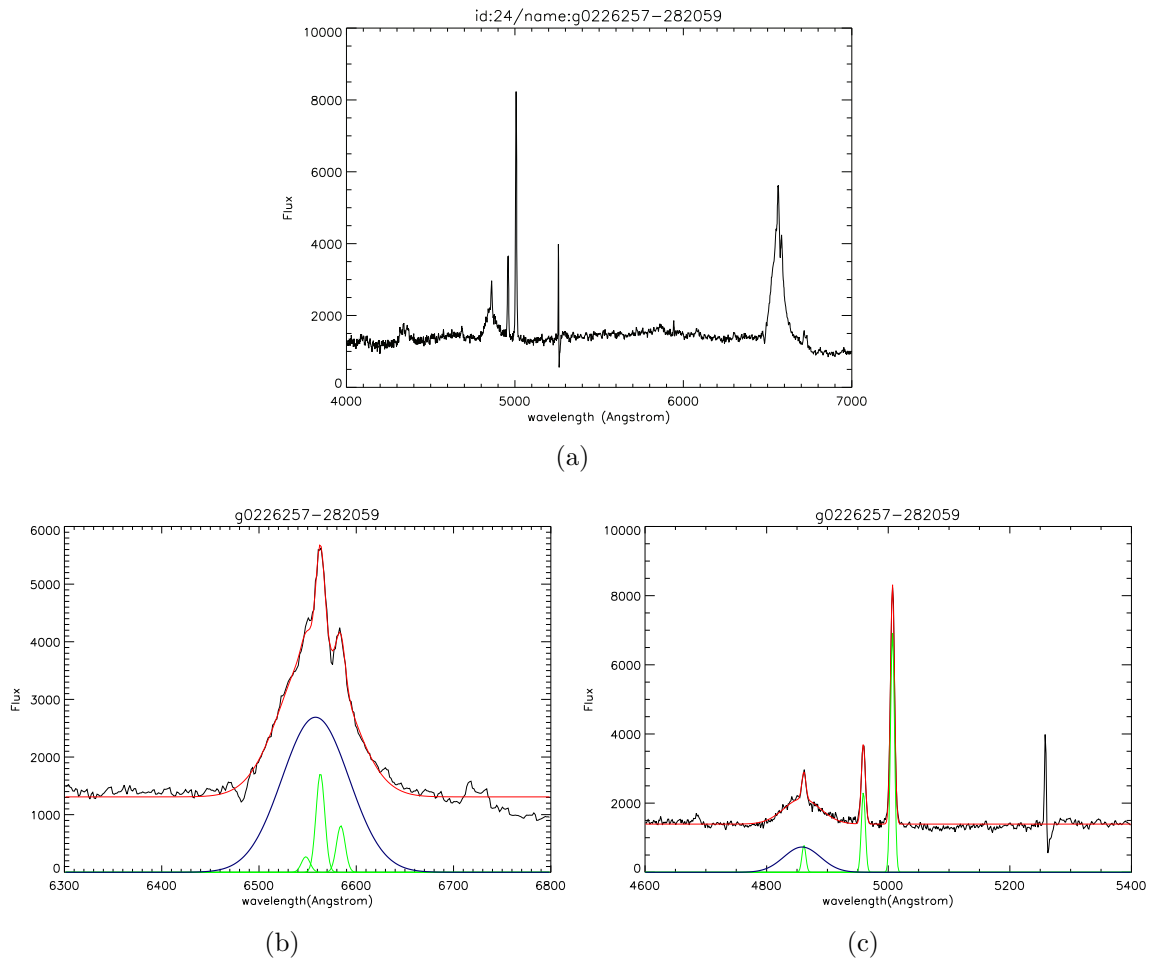 id:24/name:g0226257-282059
10000
8000
6000
4000
2000
0
Flux
4000 5000 6000 7000
wavelength (Angstrom)
(a)
g0226257-282059
6000
5000
4000
3000
2000
1000
0
Flux
6300 6400 6500 6600 6700 6800
wavelength(Angstrom)
(b)
g0226257-282059
10000
8000
6000
4000
2000
0
Flux
4600 4800 5000 5200 5400
wavelength(Angstrom)
(c)